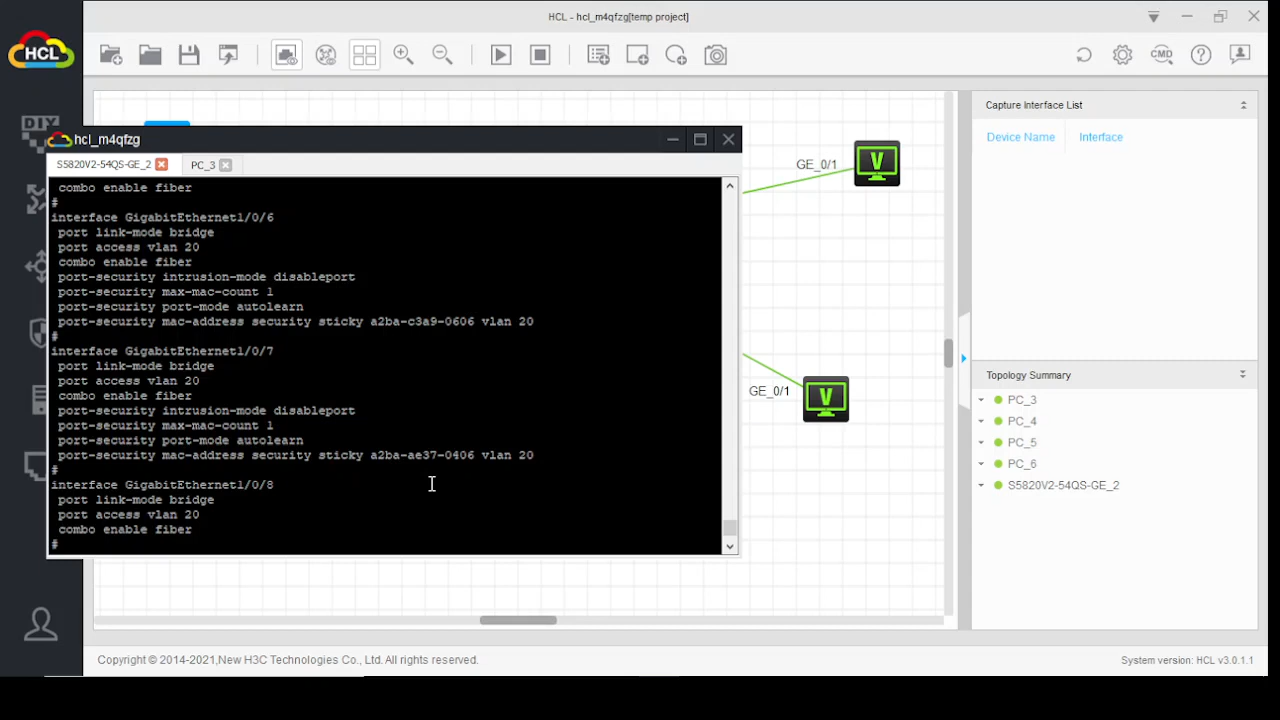 HCL - hcl_m4qfzg[temp project]
HCL
CMD
DIY
Capture Interface List
Device Name Interface
hcl_m4qfzg
S5820V2-54QS-GE_2 PC_3
combo enable fiber
#
interface GigabitEthernet1/0/6
port link-mode bridge
port access vlan 20
combo enable fiber
port-security intrusion-mode disableport
port-security max-mac-count 1
port-security port-mode autolearn
port-security mac-address security sticky a2ba-c3a9-0606 vlan 20
#
interface GigabitEthernet1/0/7
port link-mode bridge
port access vlan 20
combo enable fiber
port-security intrusion-mode disableport
port-security max-mac-count 1
port-security port-mode autolearn
port-security mac-address security sticky a2ba-ae37-0406 vlan 20
#
interface GigabitEthernet1/0/8
port link-mode bridge
port access vlan 20
combo enable fiber
#
GE_0/1
V
GE_0/1
V
Topology Summary
PC_3
PC_4
PC_5
PC_6
S5820V2-54QS-GE_2
Copyright © 2014-2021,New H3C Technologies Co., Ltd. All rights reserved.
System version: HCL v3.0.1.1